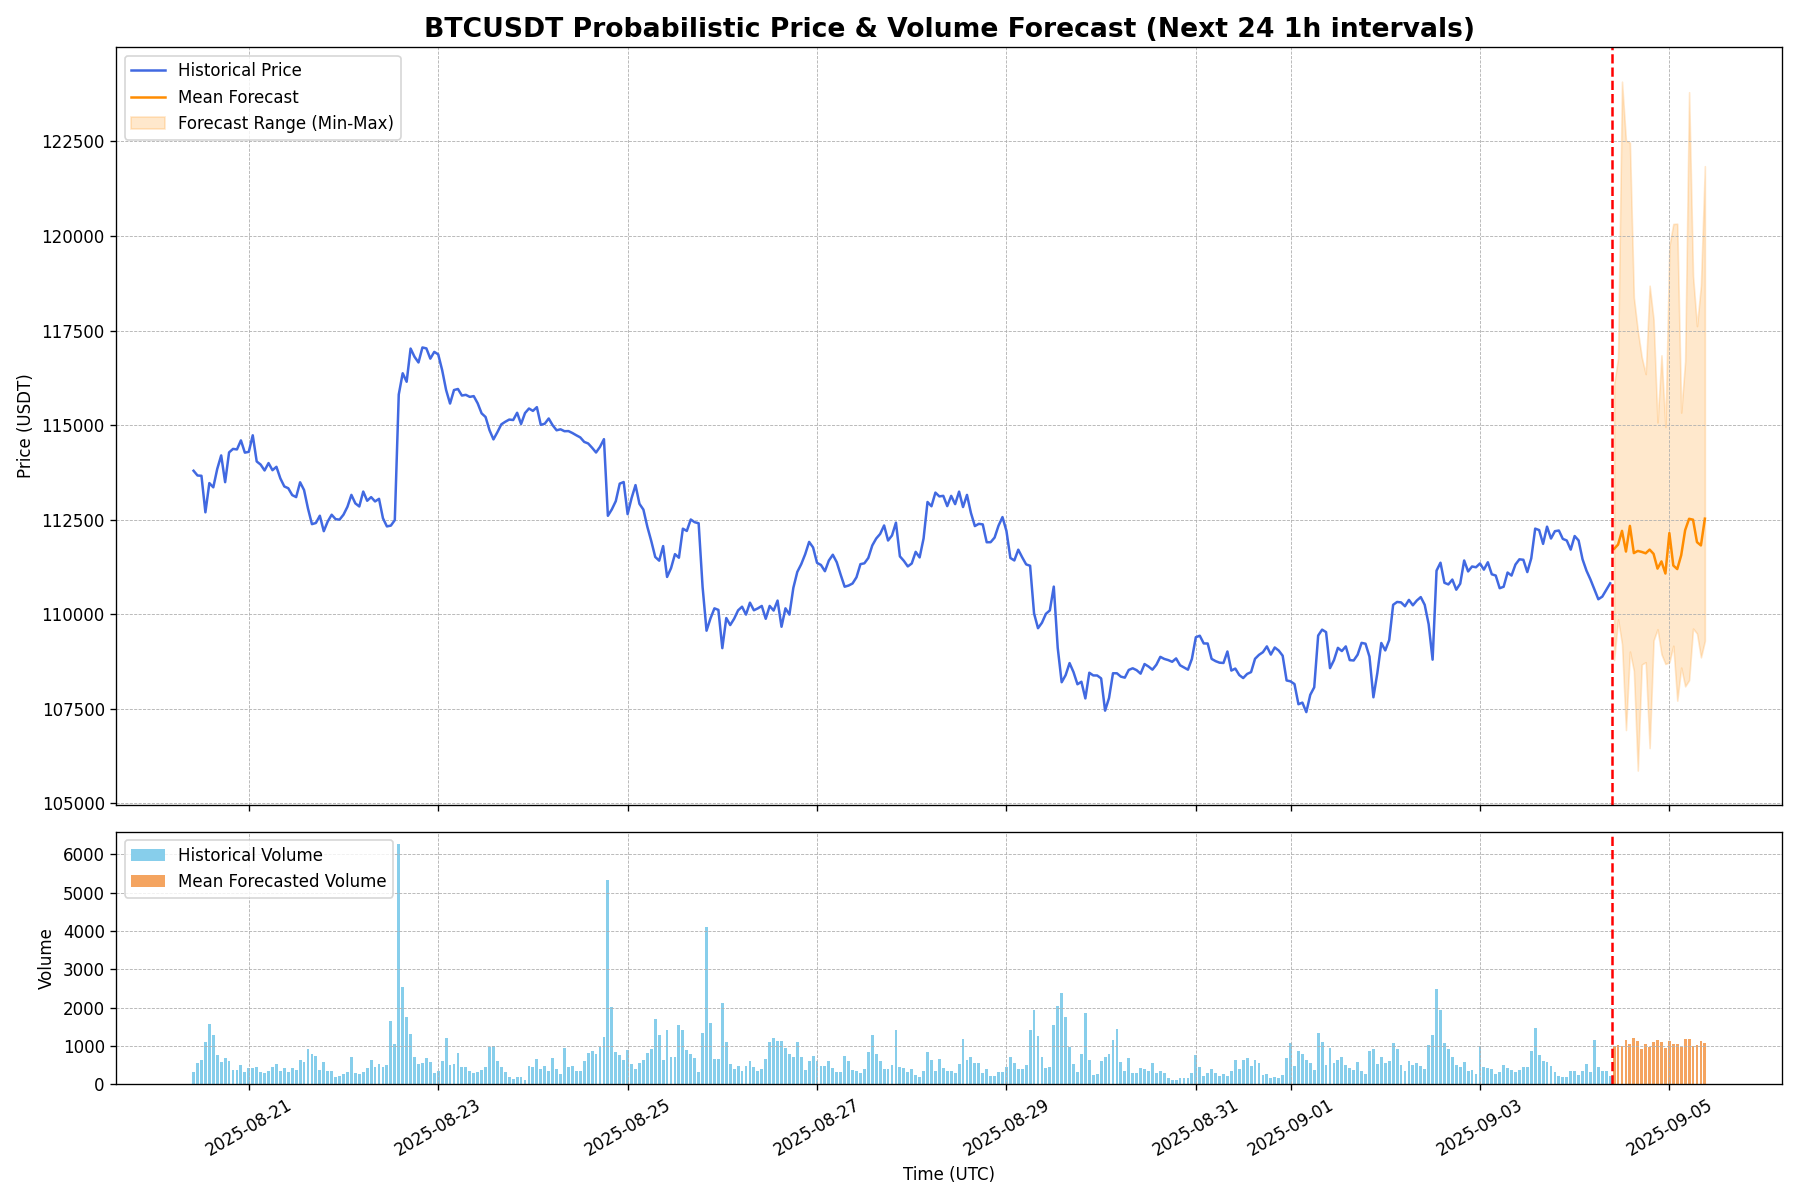 BTCUSDT Probabilistic Price & Volume Forecast (Next 24 1h intervals)
Historical Price
Mean Forecast
Forecast Range (Min-Max)
Price (USDT)
122500
120000
117500
115000
112500
110000
107500
105000
Historical Volume
Mean Forecasted Volume
Volume
6000
5000
4000
3000
2000
1000
0
2025-08-21
2025-08-23
2025-08-25
2025-08-27
2025-08-29
2025-08-31
2025-09-01
2025-09-03
2025-09-05
Time (UTC)